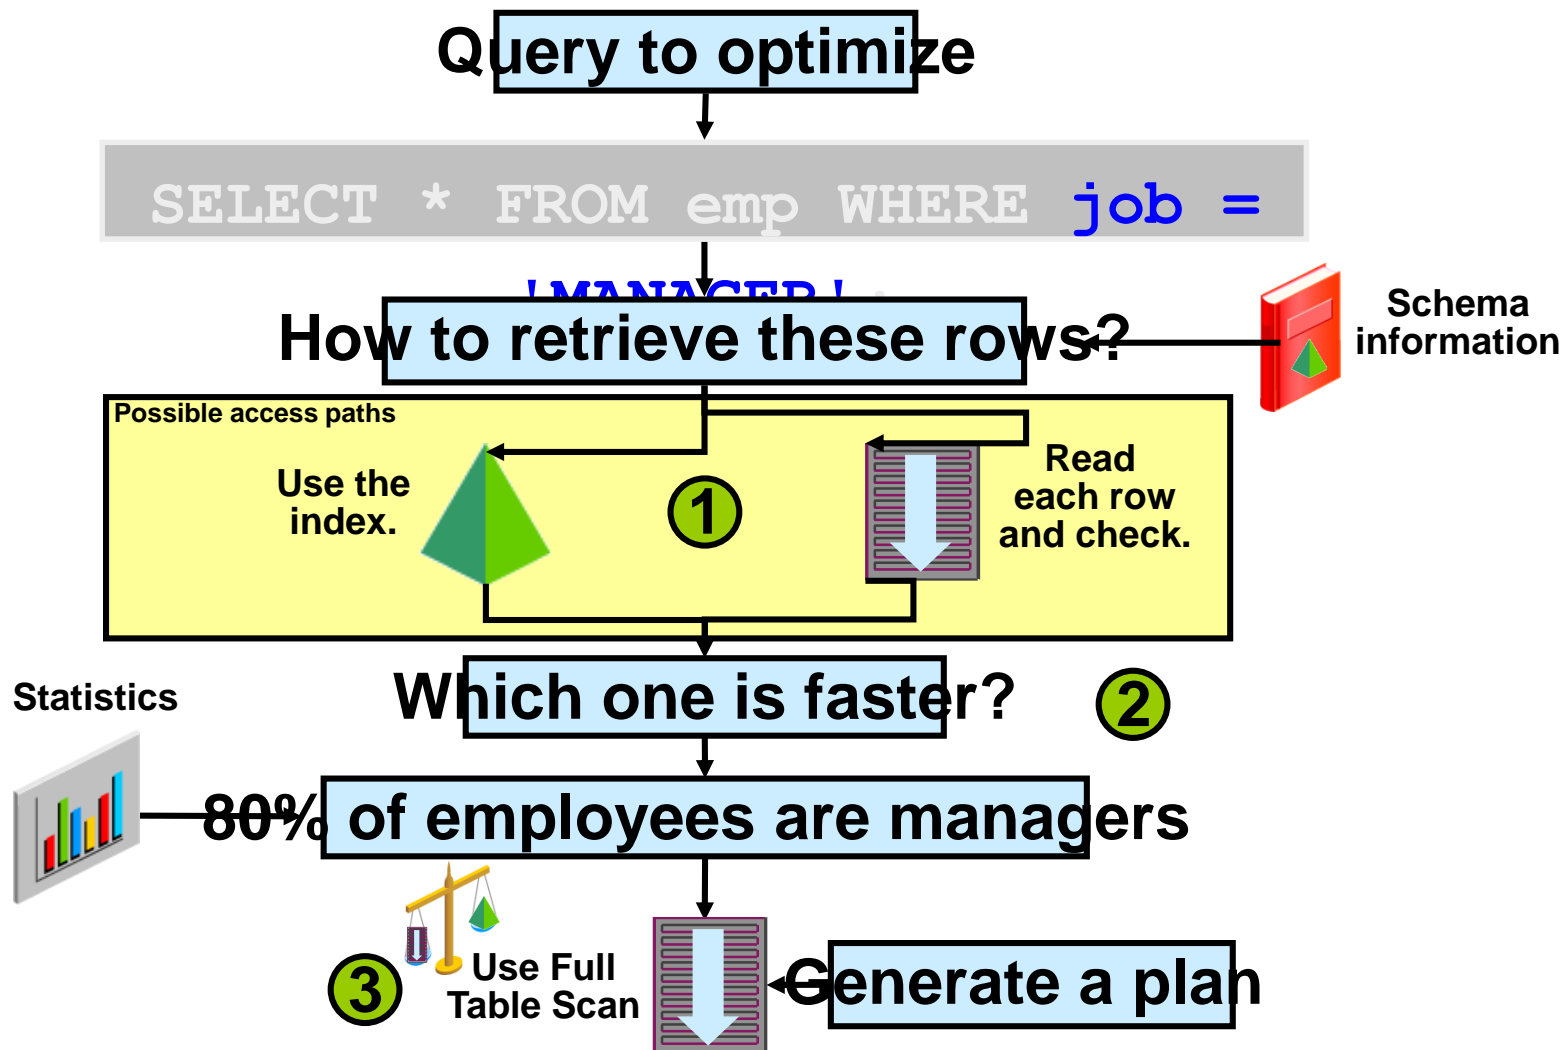 Query to optimize
SELECT * FROM emp WHERE job =
'MANAGER';
How to retrieve these rows?
Schema
information
Possible access paths
Use the
index.
1
Read
each row
and check.
Which one is faster?
2
Statistics
80% of employees are managers
3
Use Full
Table Scan
Generate a plan